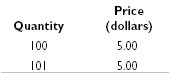 Price
Quantity (dollars)
100 5.00
101 5.00